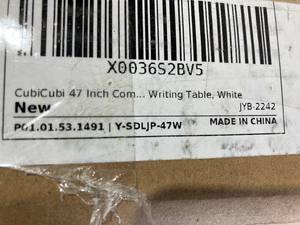 X0036S2BV5
CubiCubi 47 Inch Com... Writing Table, White
New
JYB-2242
P01.01.53.1491 | Y-SDLJP-47W
MADE IN CHINA